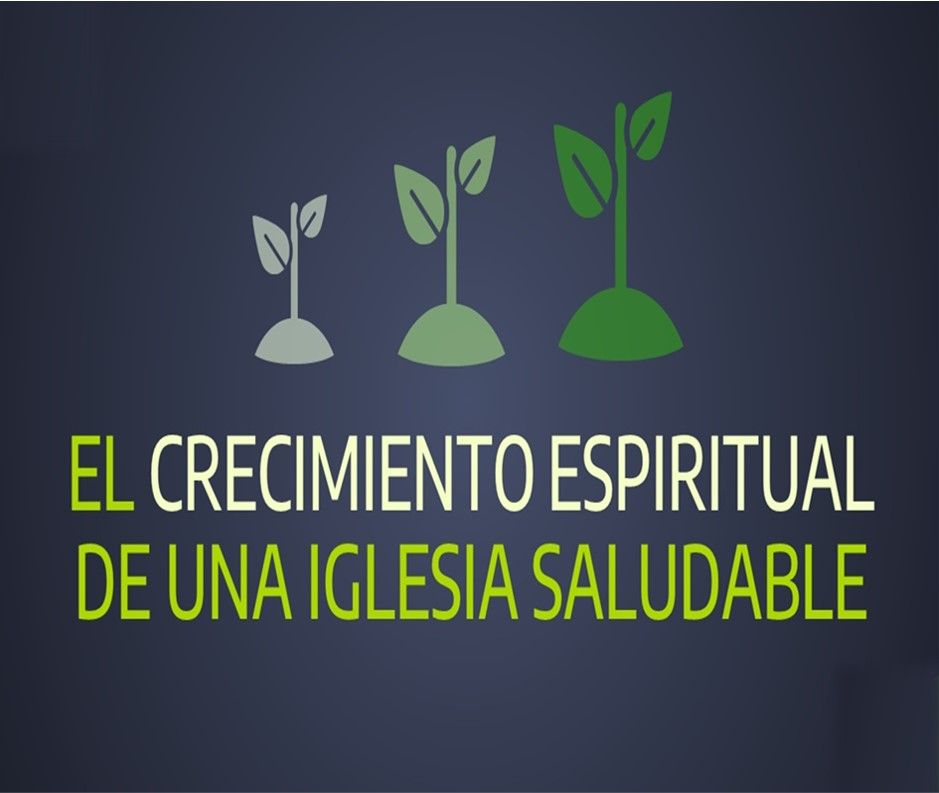 EL CRECIMIENTO ESPIRITUAL
DE UNA IGLESIA SALUDABLE